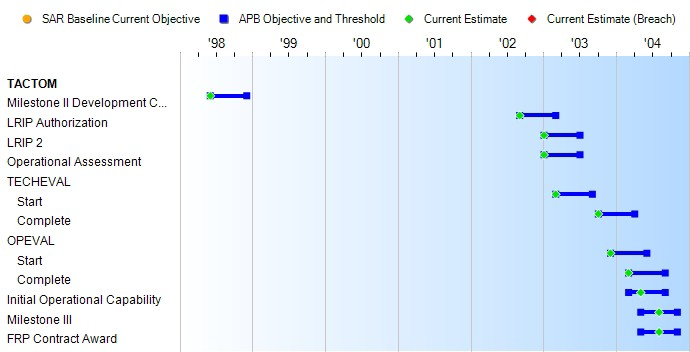 SAR Baseline Current Objective APB Objective and Threshold Current Estimate Current Estimate (Breach)
'98 '99 '00 '01 '02 '03 '04
TACTOM
Milestone II Development C...
LRIP Authorization
LRIP 2
Operational Assessment
TECHEVAL
Start
Complete
OPEVAL
Start
Complete
Initial Operational Capability
Milestone III
FRP Contract Award